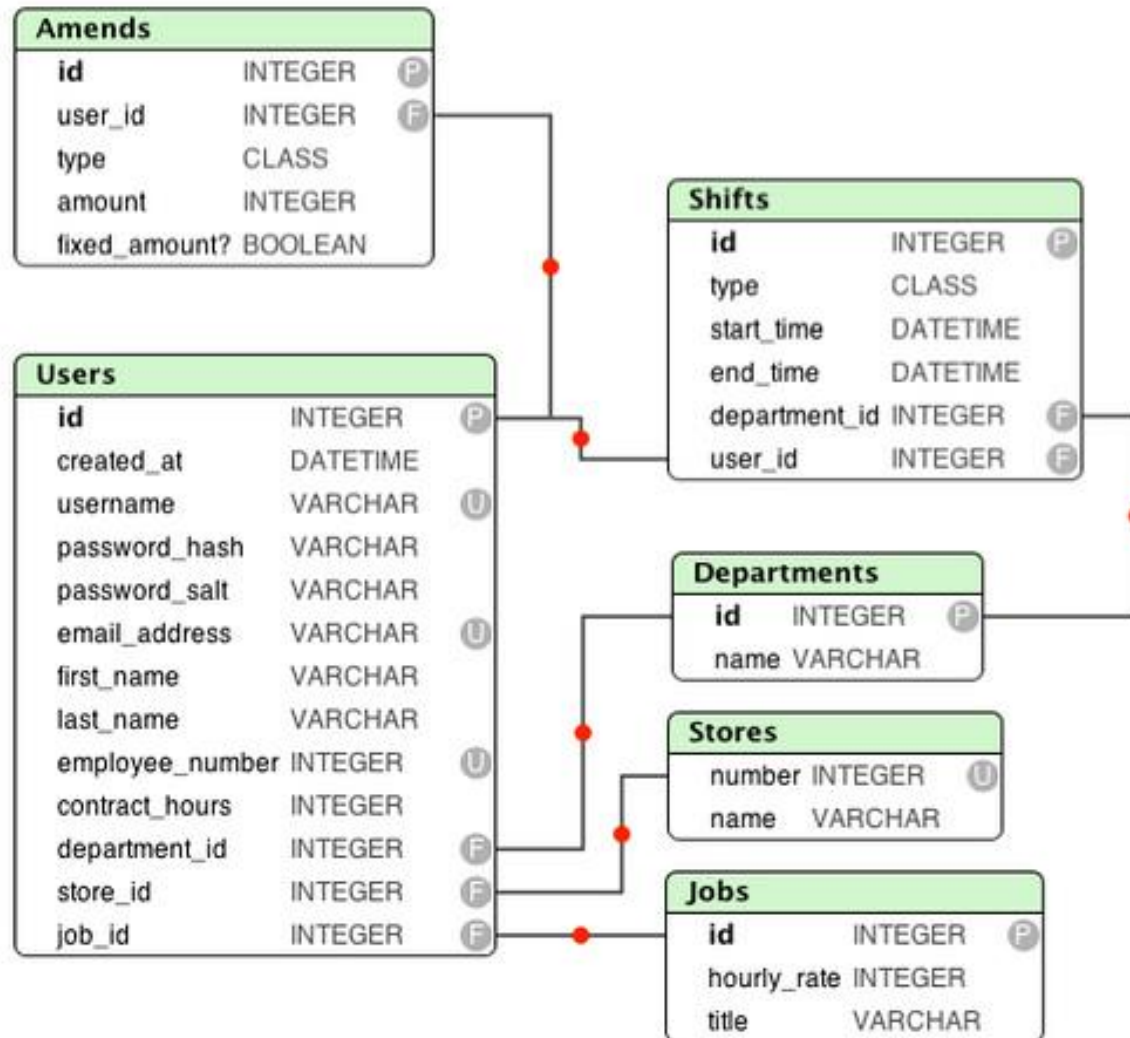 Amends
id INTEGER P
user_id INTEGER F
type CLASS
amount INTEGER
fixed_amount? BOOLEAN
Shifts
id INTEGER P
type CLASS
start_time DATETIME
end_time DATETIME
department_id INTEGER F
user_id INTEGER F
Users
id INTEGER P
created_at DATETIME
username VARCHAR U
password_hash VARCHAR
password_salt VARCHAR
email_address VARCHAR U
first_name VARCHAR
last_name VARCHAR
employee_number INTEGER U
contract_hours INTEGER
department_id INTEGER F
store_id INTEGER F
job_id INTEGER F
Departments
id INTEGER P
name VARCHAR
Stores
number INTEGER U
name VARCHAR
Jobs
id INTEGER P
hourly_rate INTEGER
title VARCHAR